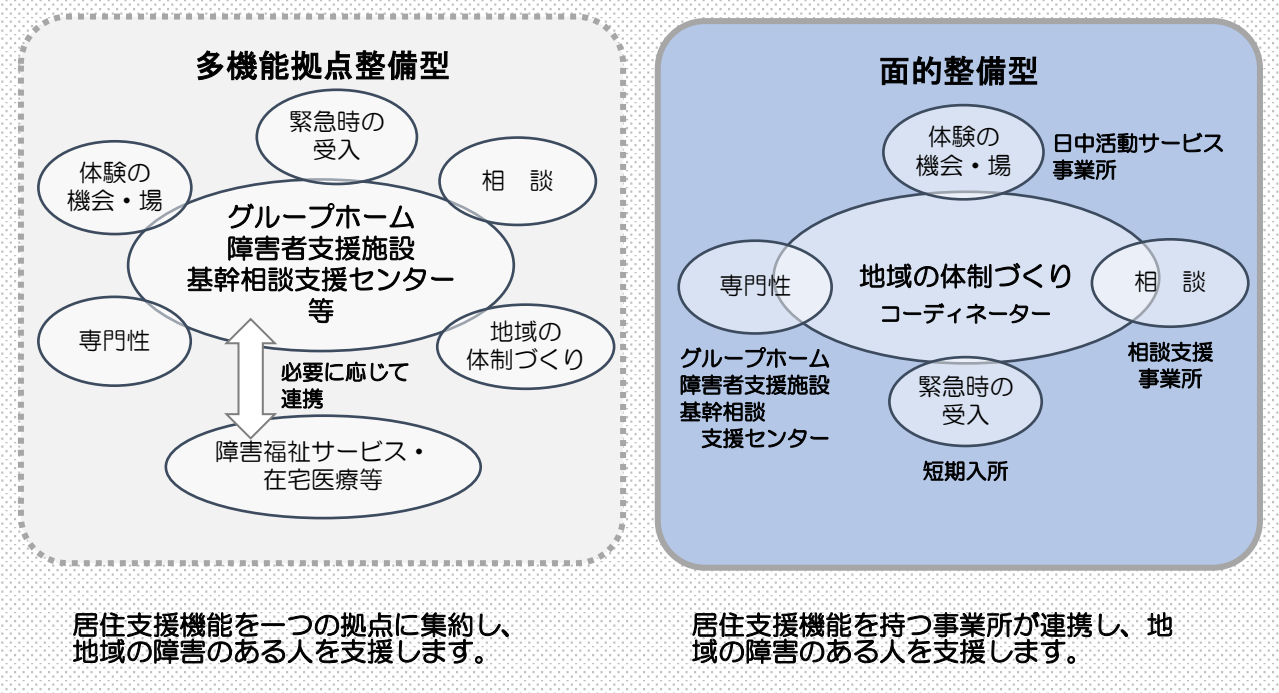 多機能拠点整備型
緊急時の
受入
体験の
機会・場
相　談
グループホーム
障害者支援施設
基幹相談支援センター
等
専門性
地域の
体制づくり
必要に応じて
連携
障害福祉サービス・
在宅医療等
居住支援機能を一つの拠点に集約し、
地域の障害のある人を支援します。
面的整備型
体験の
機会・場
日中活動サービス
事業所
専門性
地域の体制づくり
コーディネーター
相　談
グループホーム
障害者支援施設
基幹相談
支援センター
相談支援
事業所
緊急時の
受入
短期入所
居住支援機能を持つ事業所が連携し、地
域の障害のある人を支援します。